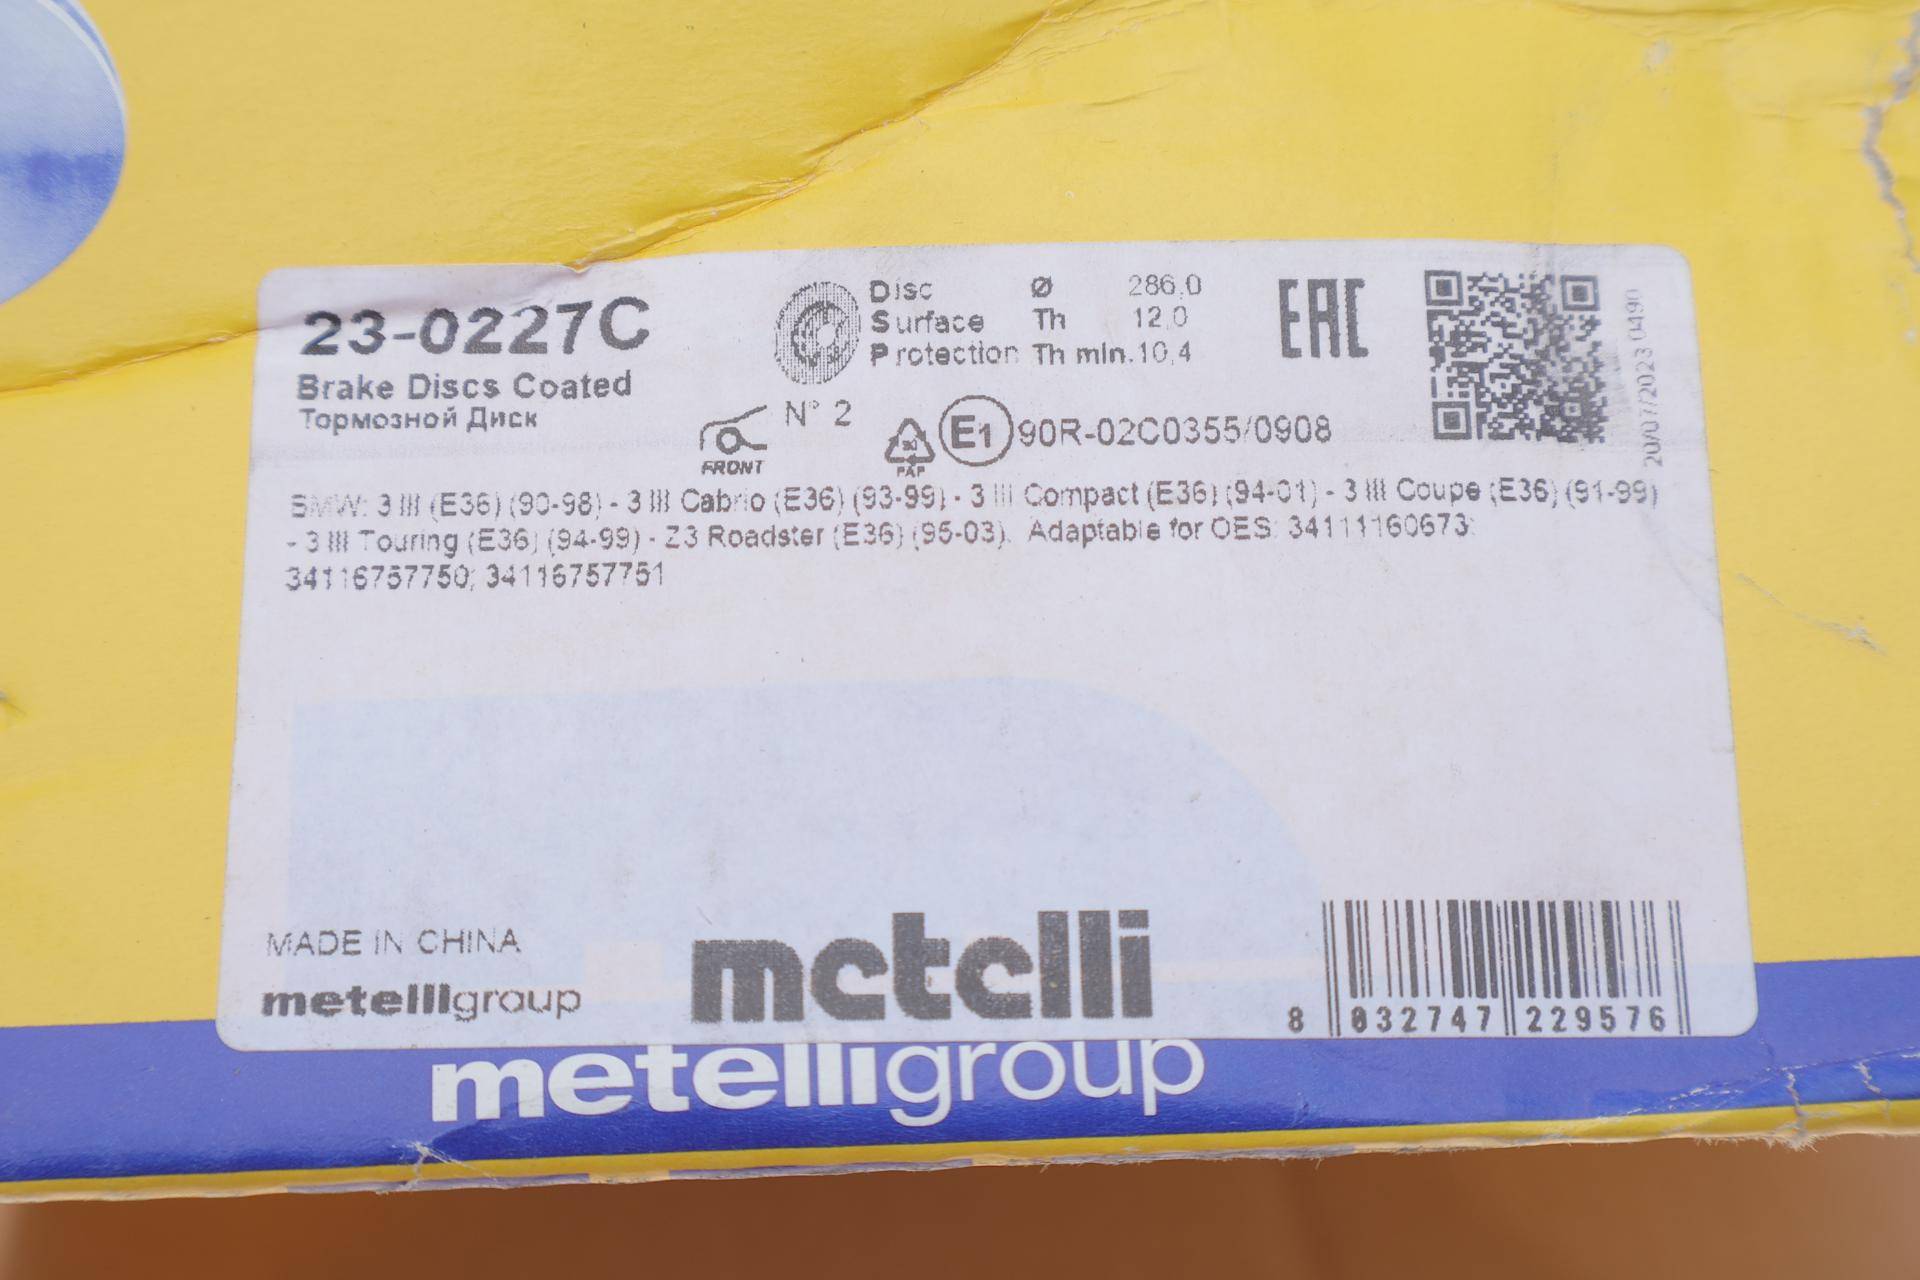 23-0227C
Brake Discs Coated
Тормозной Диск
Disc Ø 286,0
Surface Th 12,0
Protection Th min. 10,4
EAC
20/07/2023 0490
FRONT
N° 2
PAP
E1 90R-02C0355/0908
BMW: 3 III (E36) (90-98) - 3 III Cabrio (E36) (93-99) - 3 III Compact (E36) (94-01) - 3 III Coupe (E36) (91-99)
- 3 III Touring (E36) (94-99) - Z3 Roadster (E36) (95-03). Adaptable for OES: 34111160673;
34116757750; 34116757751
MADE IN CHINA
metelligroup
metelli
8 032747 229576
metelligroup